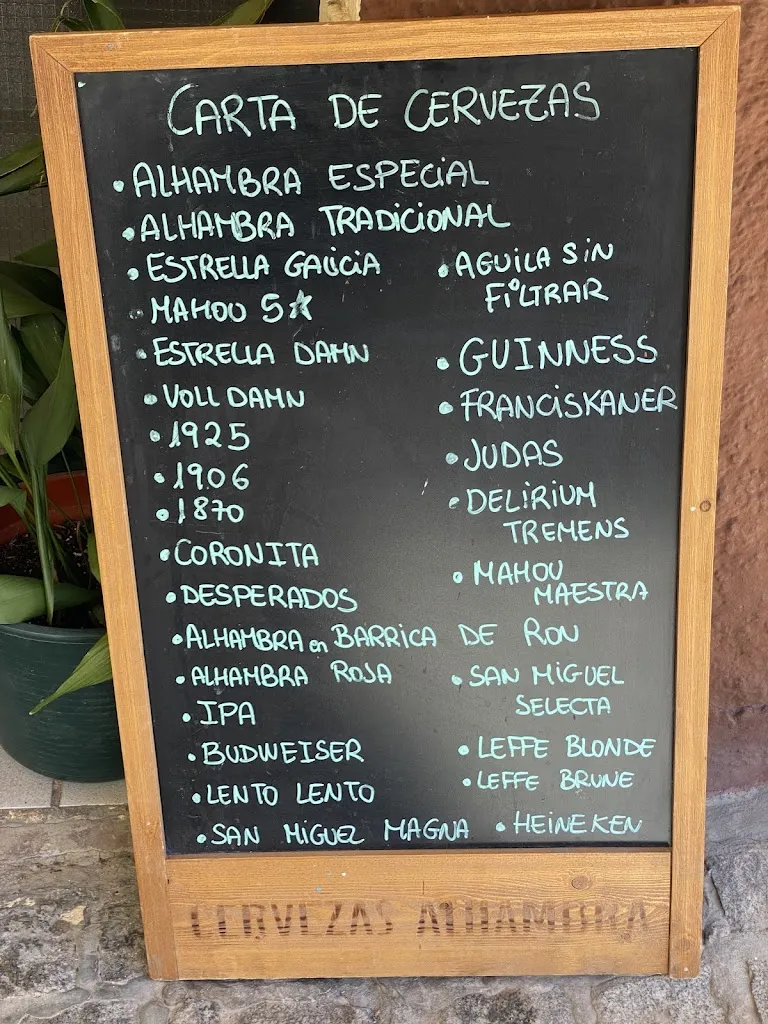 CARTA DE CERVEZAS
• ALHAMBRA ESPECIAL
• ALHAMBRA TRADICIONAL
• ESTRELLA GALICIA
• MAHOU 5☆
• ESTRELLA DAMN
• VOLL DAMN
• 1925
• 1906
• 1870
• CORONITA
• DESPERADOS
• ALHAMBRA en BARRICA DE RON
• ALHAMBRA ROJA
• IPA
• BUDWEISER
• LENTO LENTO
• SAN MIGUEL MAGNA
• AGUILA SIN
FILTRAR
• GUINNESS
• FRANCISKANER
• JUDAS
• DELIRIUM
TREMENS
• MAHOU
MAESTRA
• SAN MIGUEL
SELECTA
• LEFFE BLONDE
• LEFFE BRUNE
• HEINEKEN
CERVEZAS ALHAMBRA